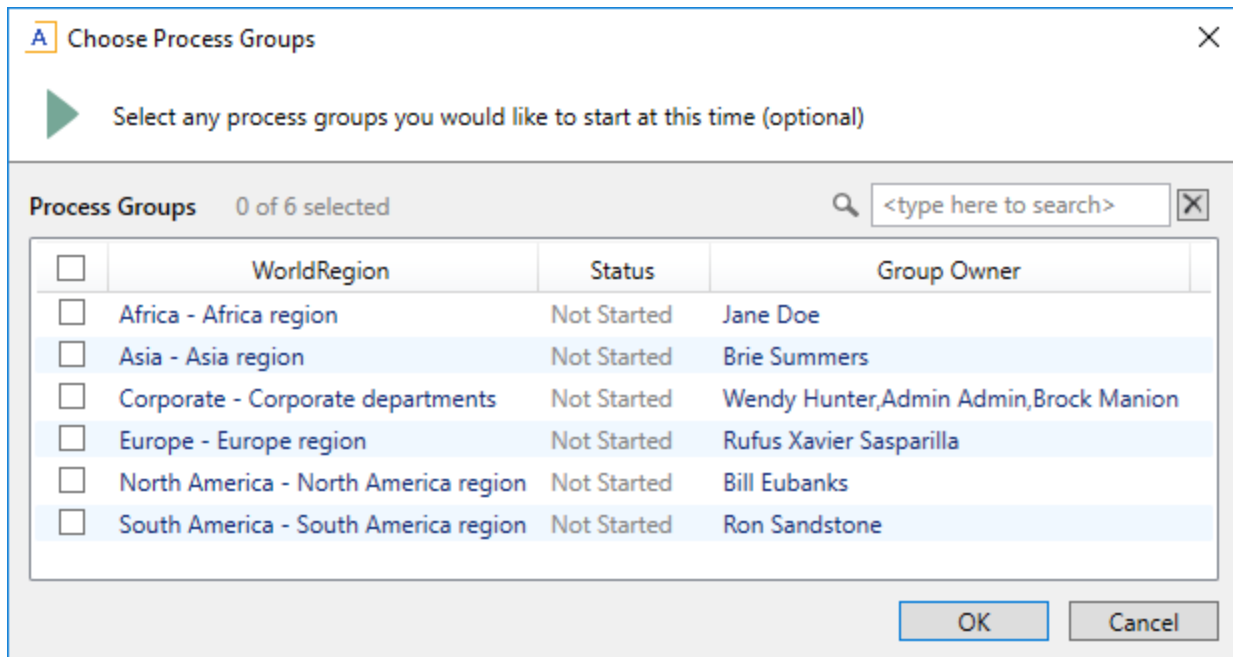 A Choose Process Groups
Select any process groups you would like to start at this time (optional)
Process Groups 0 of 6 selected <type here to search>
WorldRegion Status Group Owner
Africa - Africa region Not Started Jane Doe
Asia - Asia region Not Started Brie Summers
Corporate - Corporate departments Not Started Wendy Hunter,Admin Admin,Brock Manion
Europe - Europe region Not Started Rufus Xavier Sasparilla
North America - North America region Not Started Bill Eubanks
South America - South America region Not Started Ron Sandstone
OK Cancel